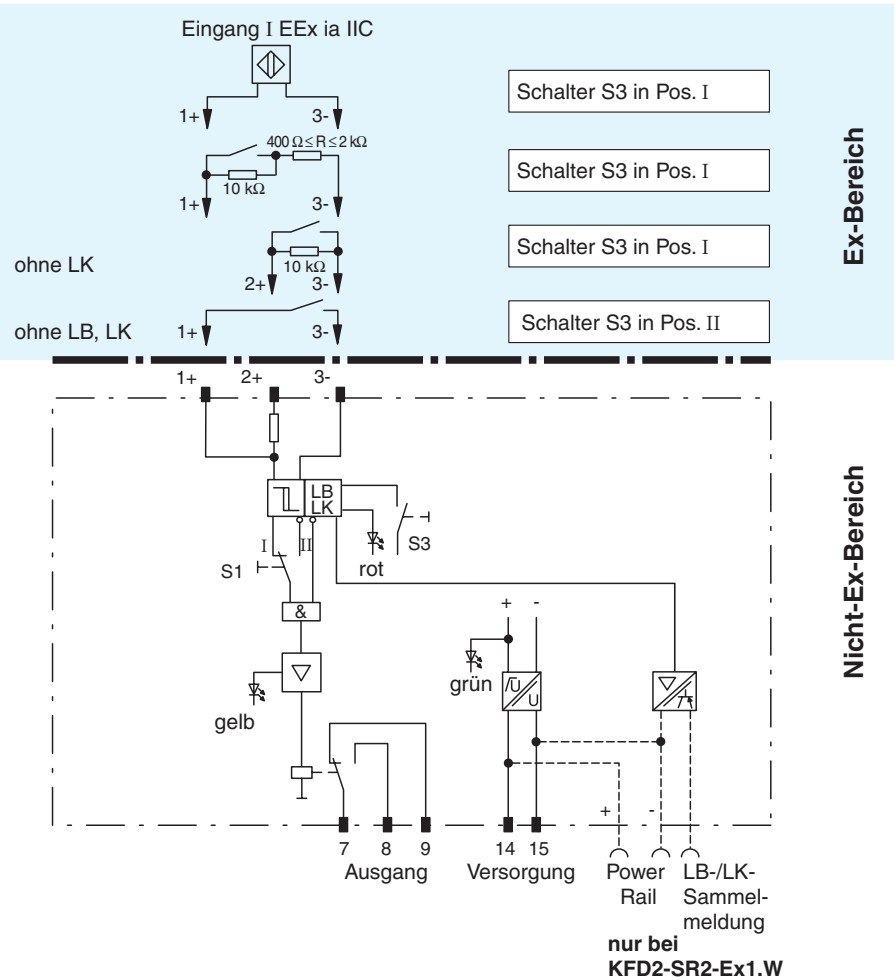 Eingang I EEx ia IIC
1+ 3-
Schalter S3 in Pos. I
400 Ω ≤ R ≤ 2 kΩ
10 kΩ
1+ 3-
Schalter S3 in Pos. I
ohne LK
10 kΩ
2+ 3-
Schalter S3 in Pos. I
ohne LB, LK
1+ 3-
Schalter S3 in Pos. II
Ex-Bereich
1+ 2+ 3-
LB
LK
I II
S1
rot
S3
&
+ -
grün
U
U
gelb
+ -
7 8 9
Ausgang
14 15
Versorgung
Power
Rail
LB-/LK-
Sammel-
meldung
nur bei
KFD2-SR2-Ex1.W
Nicht-Ex-Bereich